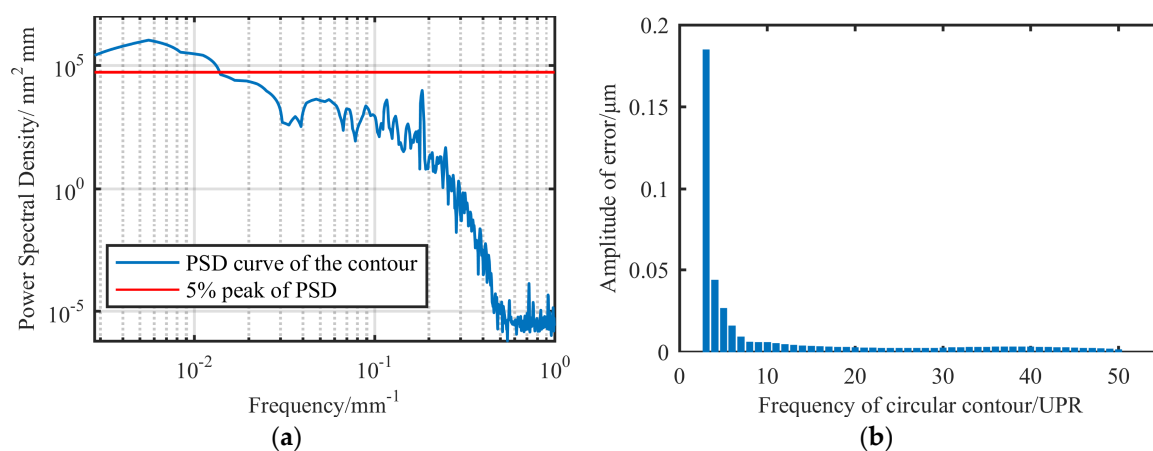 Power Spectral Density/ nm² mm
10⁵
10⁰
10⁻⁵
PSD curve of the contour
5% peak of PSD
10⁻² 10⁻¹ 10⁰
Frequency/mm⁻¹
(a)
Amplitude of error/μm
0.2
0.15
0.1
0.05
0
0 10 20 30 40 50
Frequency of circular contour/UPR
(b)